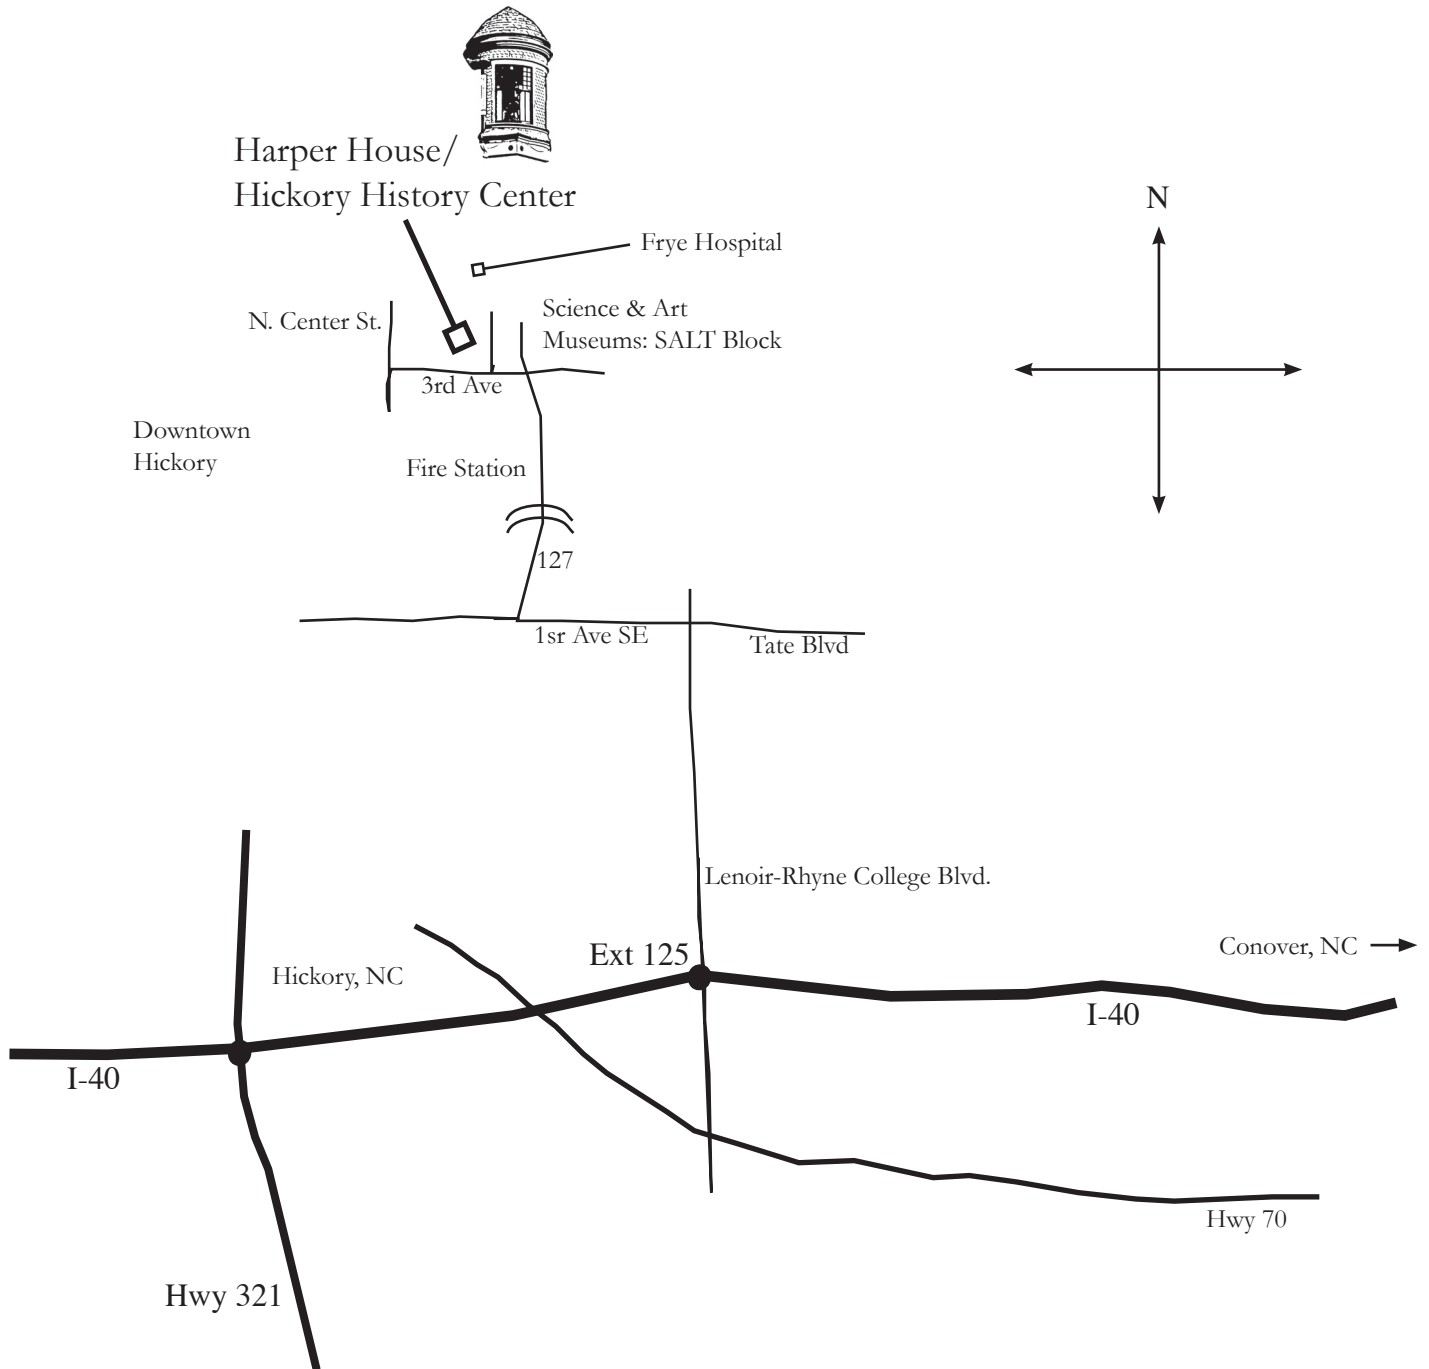 Harper House/
Hickory History Center
N
Frye Hospital
N. Center St.
Science & Art
Museums: SALT Block
3rd Ave
Downtown
Hickory
Fire Station
127
1sr Ave SE
Tate Blvd
Lenoir-Rhyne College Blvd.
Ext 125
Conover, NC
Hickory, NC
I-40
I-40
Hwy 70
Hwy 321